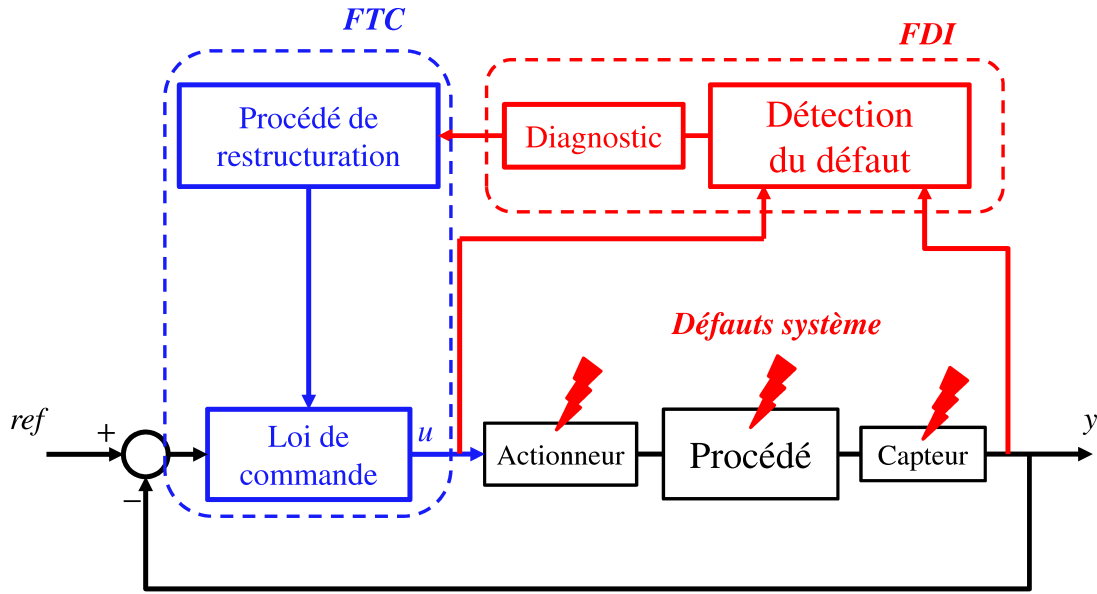 FTC
FDI
Procédé de
restructuration
Diagnostic
Détection
du défaut
Défauts système
ref
+
−
Loi de
commande
u
Actionneur
Procédé
Capteur
y